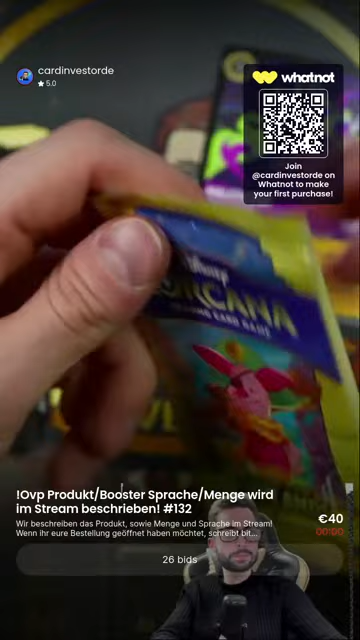 cardinvestorde
★ 5.0
whatnot
Join
@cardinvestorde on
Whatnot to make
your first purchase!
Disney
LORCANA
!Ovp Produkt/Booster Sprache/Menge wird
im Stream beschrieben! #132
Wir beschreiben das Produkt, sowie Menge und Sprache im Stream!
Wenn ihr eure Bestellung geöffnet haben möchtet, schreibt bit...
€40
00:00
26 bids